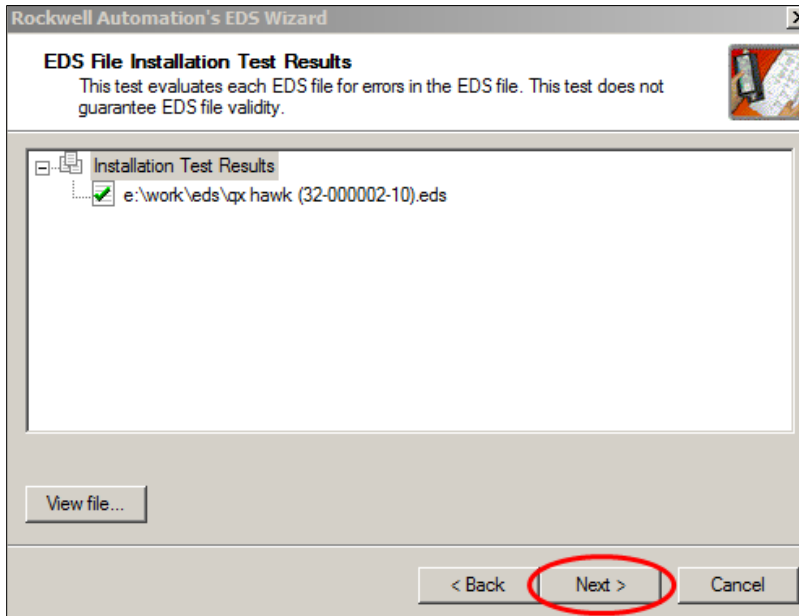 Rockwell Automation's EDS Wizard
EDS File Installation Test Results
This test evaluates each EDS file for errors in the EDS file. This test does not
guarantee EDS file validity.
Installation Test Results
e:\work\eds\qx hawk (32-000002-10).eds
View file...
< Back
Next >
Cancel